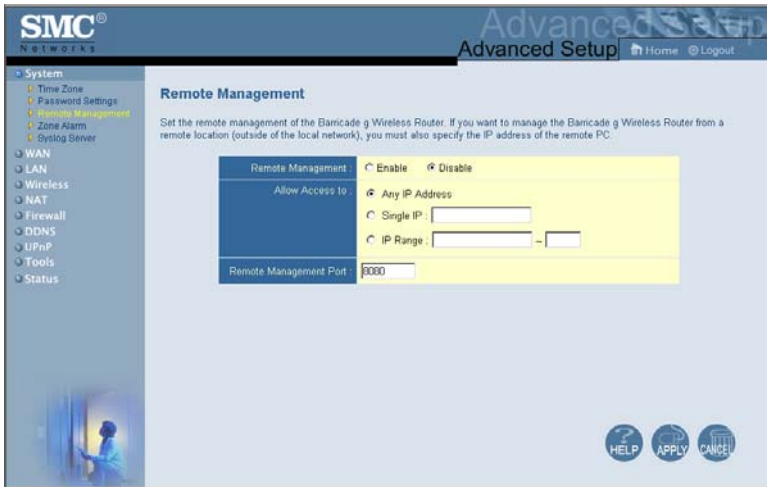 SMC®
Networks
Advanced Setup
Advanced Setup
Home
Logout
System
Time Zone
Password Settings
Remote Management
Zone Alarm
Syslog Server
WAN
LAN
Wireless
NAT
Firewall
DDNS
UPnP
Tools
Status
Remote Management
Set the remote management of the Barricade g Wireless Router. If you want to manage the Barricade g Wireless Router from a
remote location (outside of the local network), you must also specify the IP address of the remote PC.
Remote Management : Enable Disable
Allow Access to : Any IP Address
Single IP :
IP Range : ~
Remote Management Port : 8080
HELP APPLY CANCEL